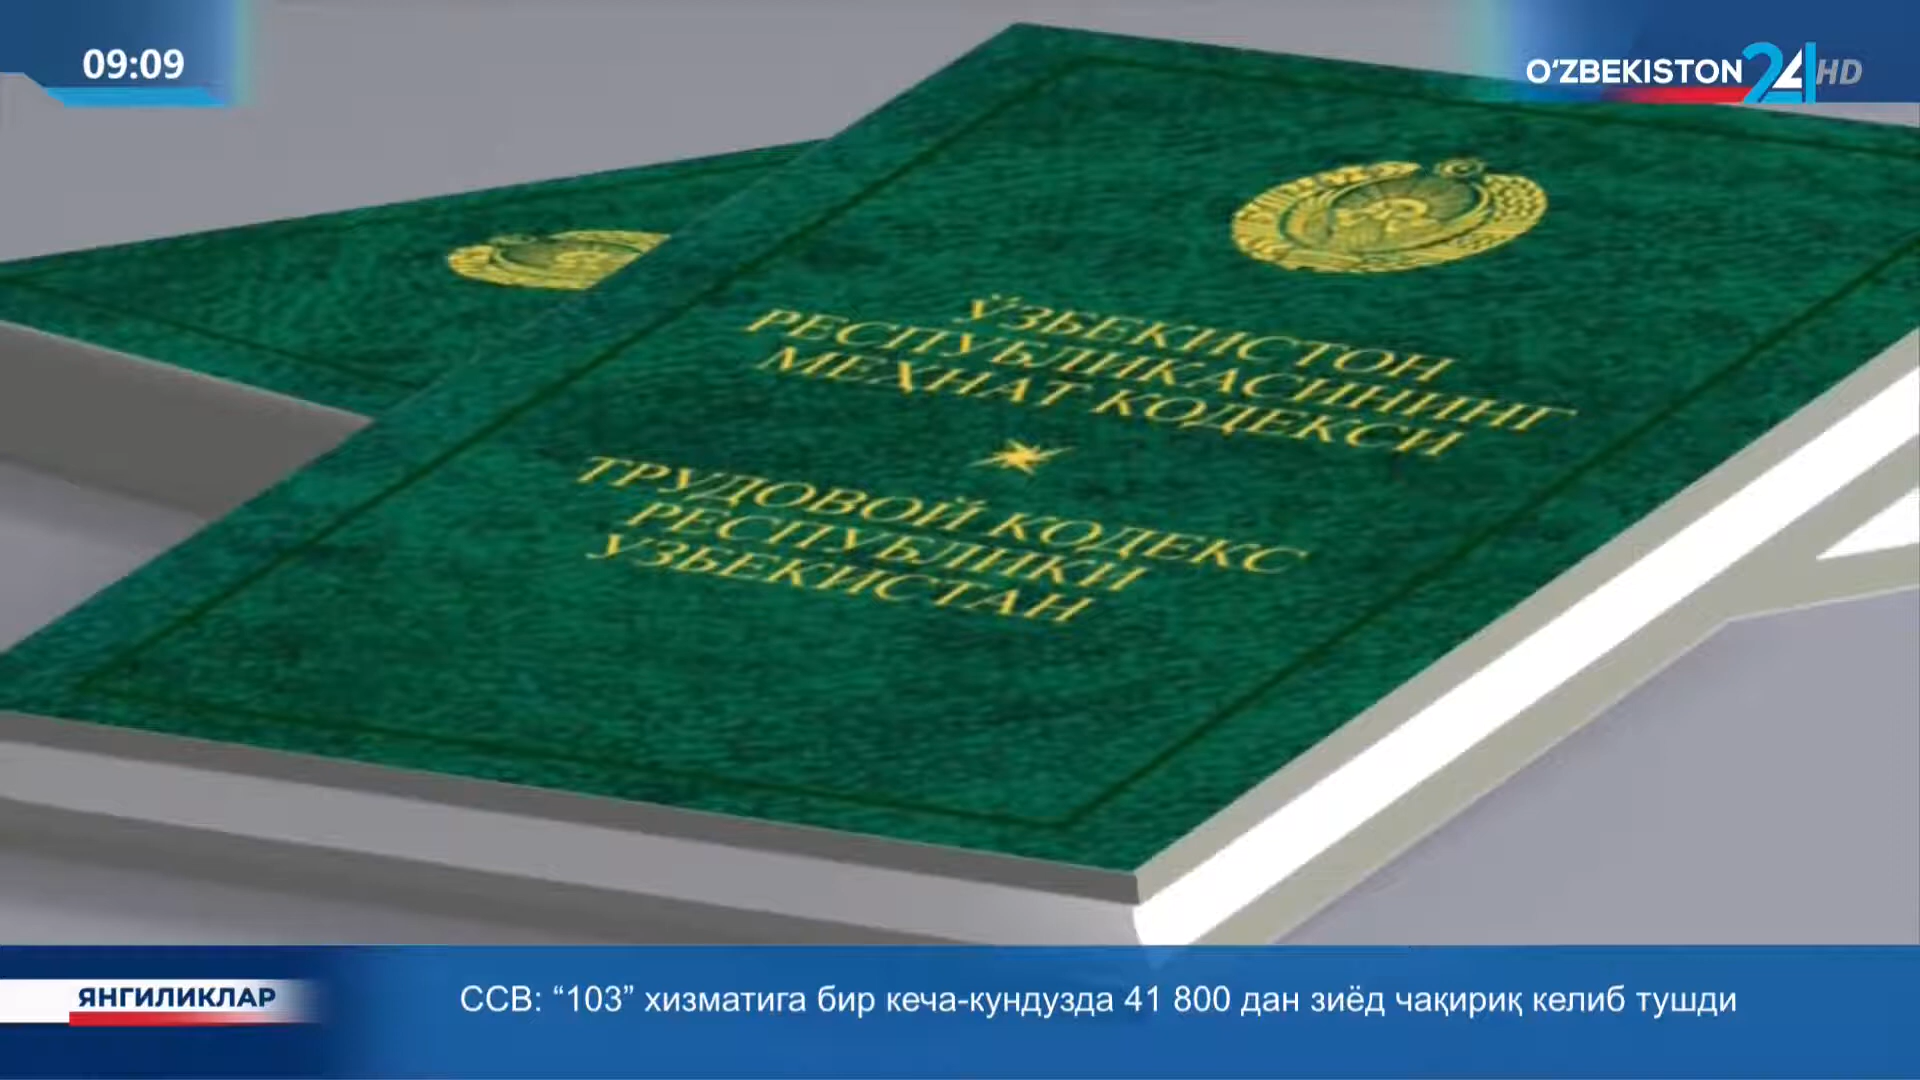 09:09
O‘ZBEKISTON 24 HD
ЎЗБЕКИСТОН
РЕСПУБЛИКАСИНИНГ
МЕҲНАТ КОДЕКСИ
ТРУДОВОЙ КОДЕКС
РЕСПУБЛИКИ
УЗБЕКИСТАН
ЯНГИЛИКЛАР
ССВ: “103” хизматига бир кеча-кундузда 41 800 дан зиёд чақириқ келиб тушди